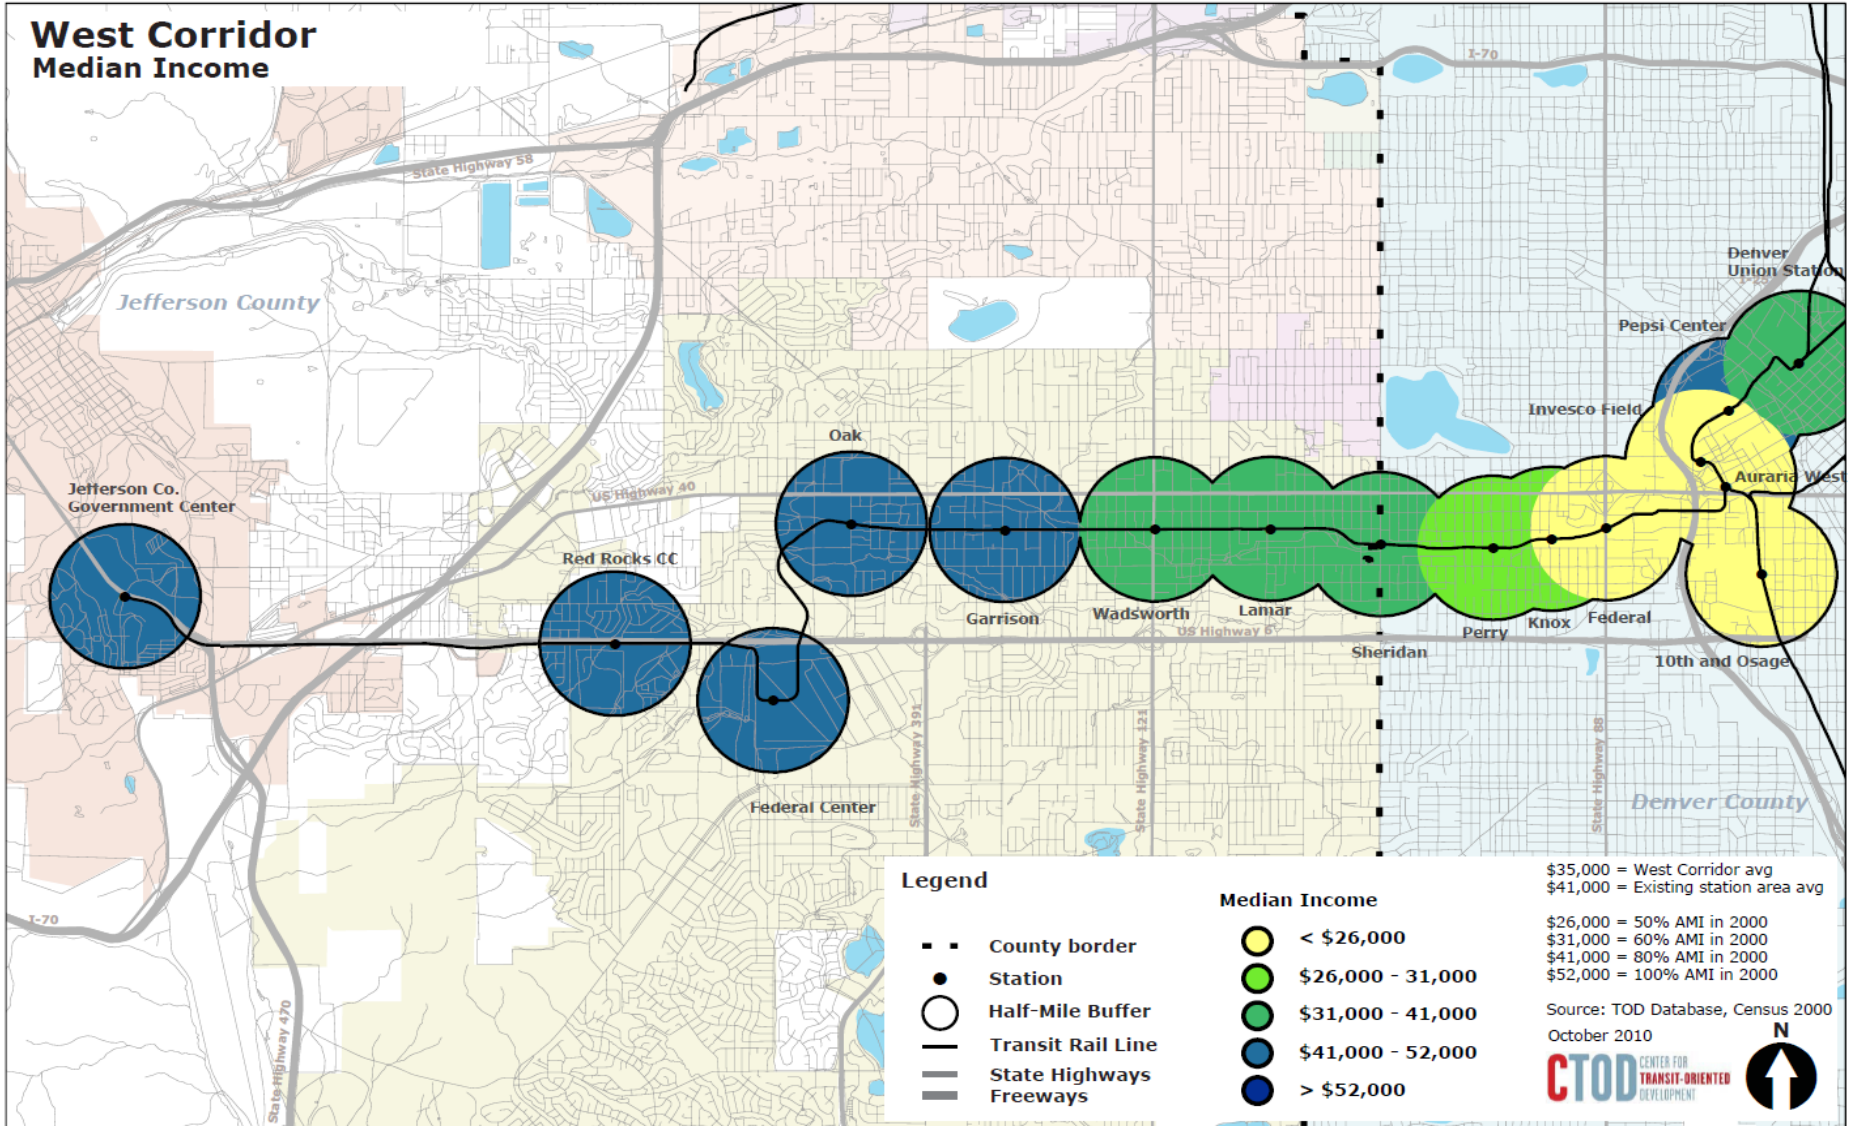 West Corridor
Median Income
I-70
State Highway 58
Denver
Union Station
I-25
Jefferson County
Pepsi Center
Invesco Field
Oak
Auraria West
US Highway 40
Jefferson Co.
Government Center
Red Rocks CC
Garrison
Wadsworth
Lamar
Knox
Federal
Perry
US Highway 6
Sheridan
10th and Osage
State Highway 391
State Highway 121
State Highway 88
Federal Center
Denver County
I-70
State Highway 470
Legend
County border
Station
Half-Mile Buffer
Transit Rail Line
State Highways
Freeways
Median Income
< $26,000
$26,000 - 31,000
$31,000 - 41,000
$41,000 - 52,000
> $52,000
$35,000 = West Corridor avg
$41,000 = Existing station area avg
$26,000 = 50% AMI in 2000
$31,000 = 60% AMI in 2000
$41,000 = 80% AMI in 2000
$52,000 = 100% AMI in 2000
Source: TOD Database, Census 2000
October 2010
N
CTOD
CENTER FOR
TRANSIT-ORIENTED
DEVELOPMENT